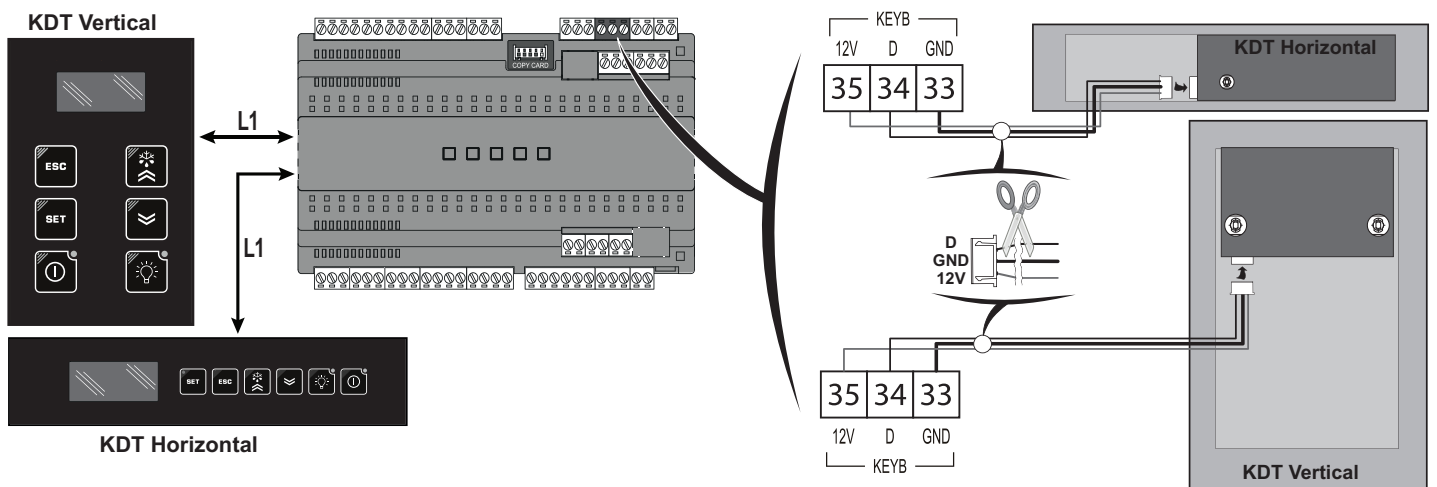 KDT Vertical
ESC
SET
L1
L1
COPY CARD
SET ESC
KDT Horizontal
KEYB
12V D GND
35 34 33
KDT Horizontal
D
GND
12V
35 34 33
12V D GND
KEYB
KDT Vertical